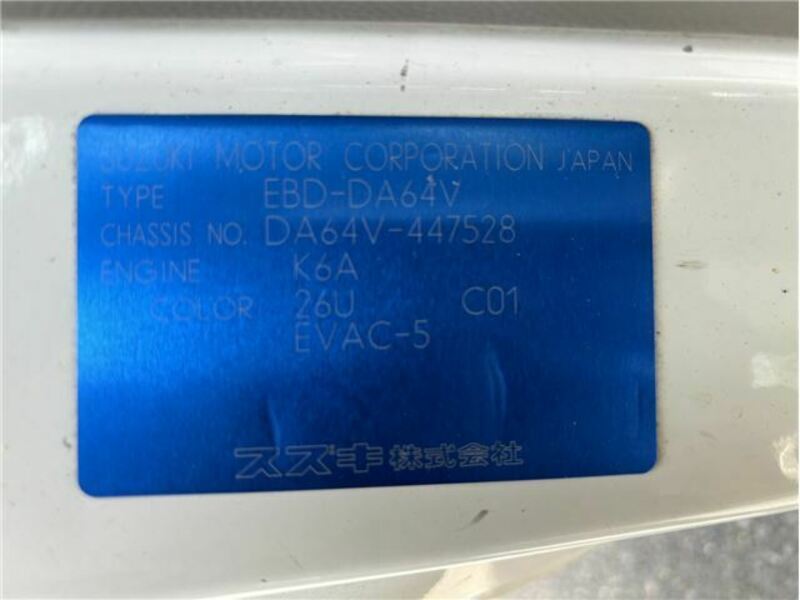 SUZUKI MOTOR CORPORATION JAPAN
TYPE EBD-DA64V
CHASSIS NO. DA64V-447528
ENGINE K6A
COLOR 26U C01
EVAC-5
スズキ株式会社